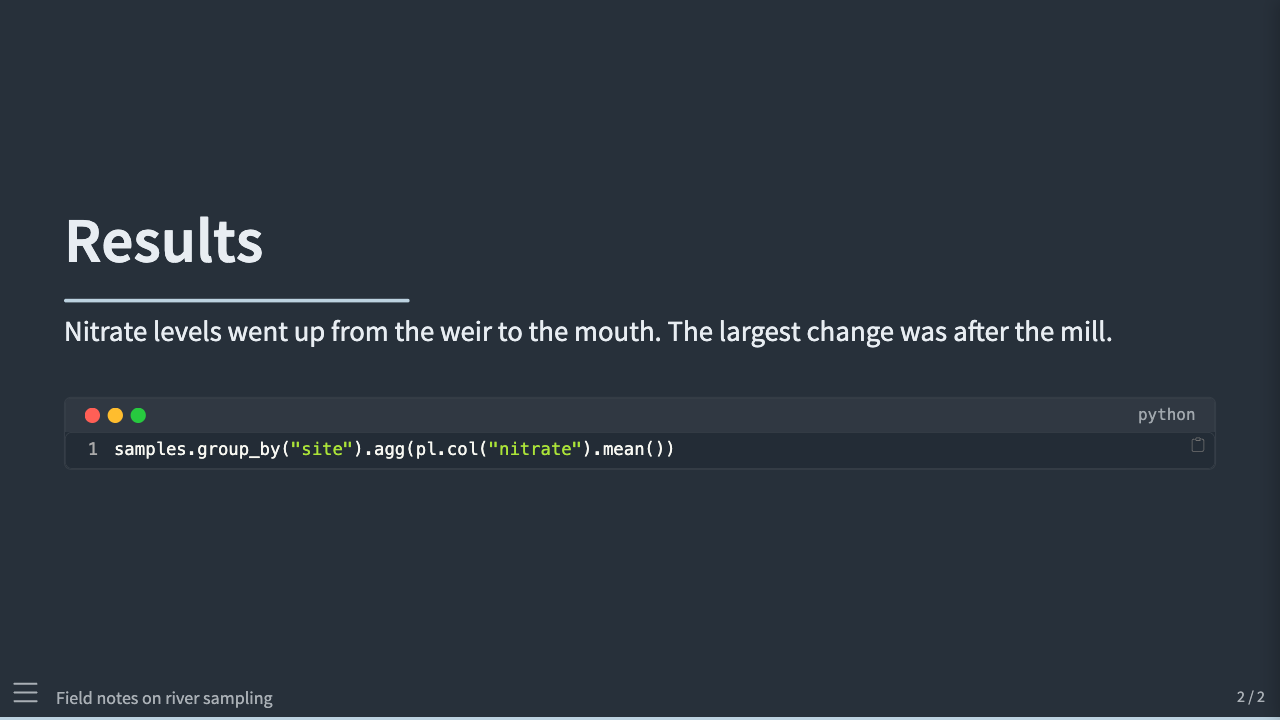 Results
Nitrate levels went up from the weir to the mouth. The largest change was after the mill.
python
1 samples.group_by("site").agg(pl.col("nitrate").mean())
Field notes on river sampling
2 / 2